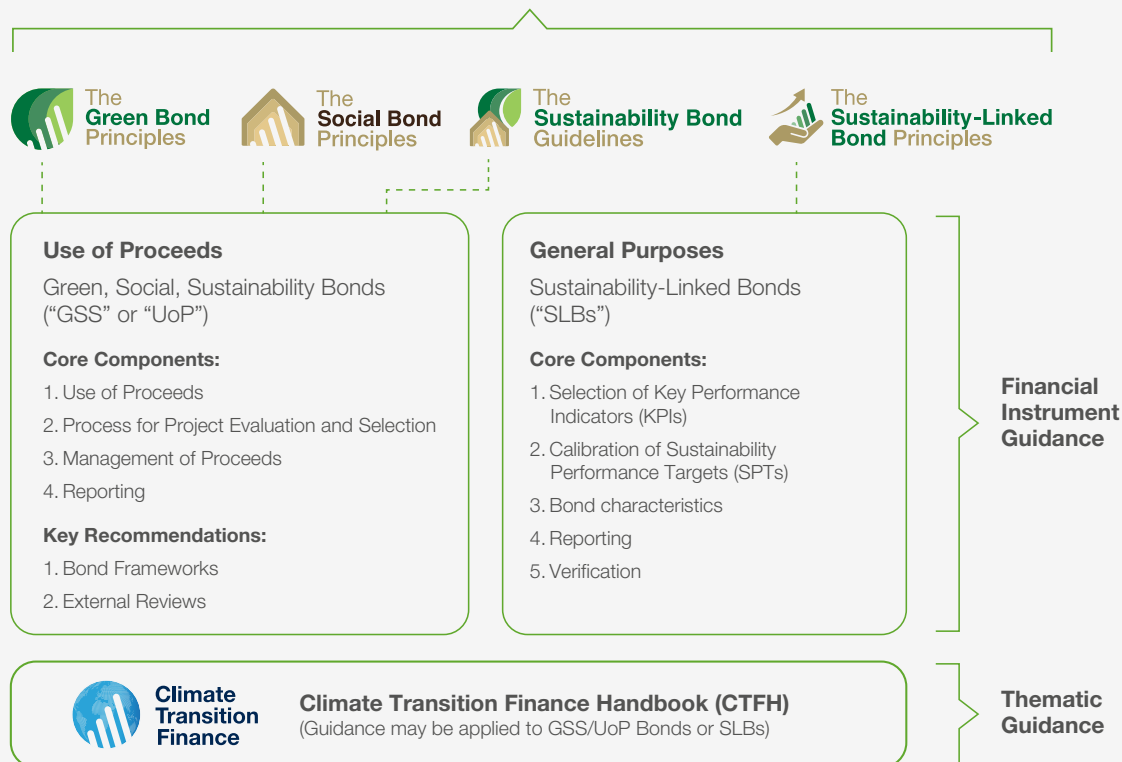 The
Green Bond
Principles
The
Social Bond
Principles
The
Sustainability Bond
Guidelines
The
Sustainability-Linked
Bond Principles
Use of Proceeds
Green, Social, Sustainability Bonds
(“GSS” or “UoP”)
Core Components:
1. Use of Proceeds
2. Process for Project Evaluation and Selection
3. Management of Proceeds
4. Reporting
Key Recommendations:
1. Bond Frameworks
2. External Reviews
General Purposes
Sustainability-Linked Bonds
(“SLBs”)
Core Components:
1. Selection of Key Performance
Indicators (KPIs)
2. Calibration of Sustainability
Performance Targets (SPTs)
3. Bond characteristics
4. Reporting
5. Verification
Financial
Instrument
Guidance
Climate
Transition
Finance
Climate Transition Finance Handbook (CTFH)
(Guidance may be applied to GSS/UoP Bonds or SLBs)
Thematic
Guidance